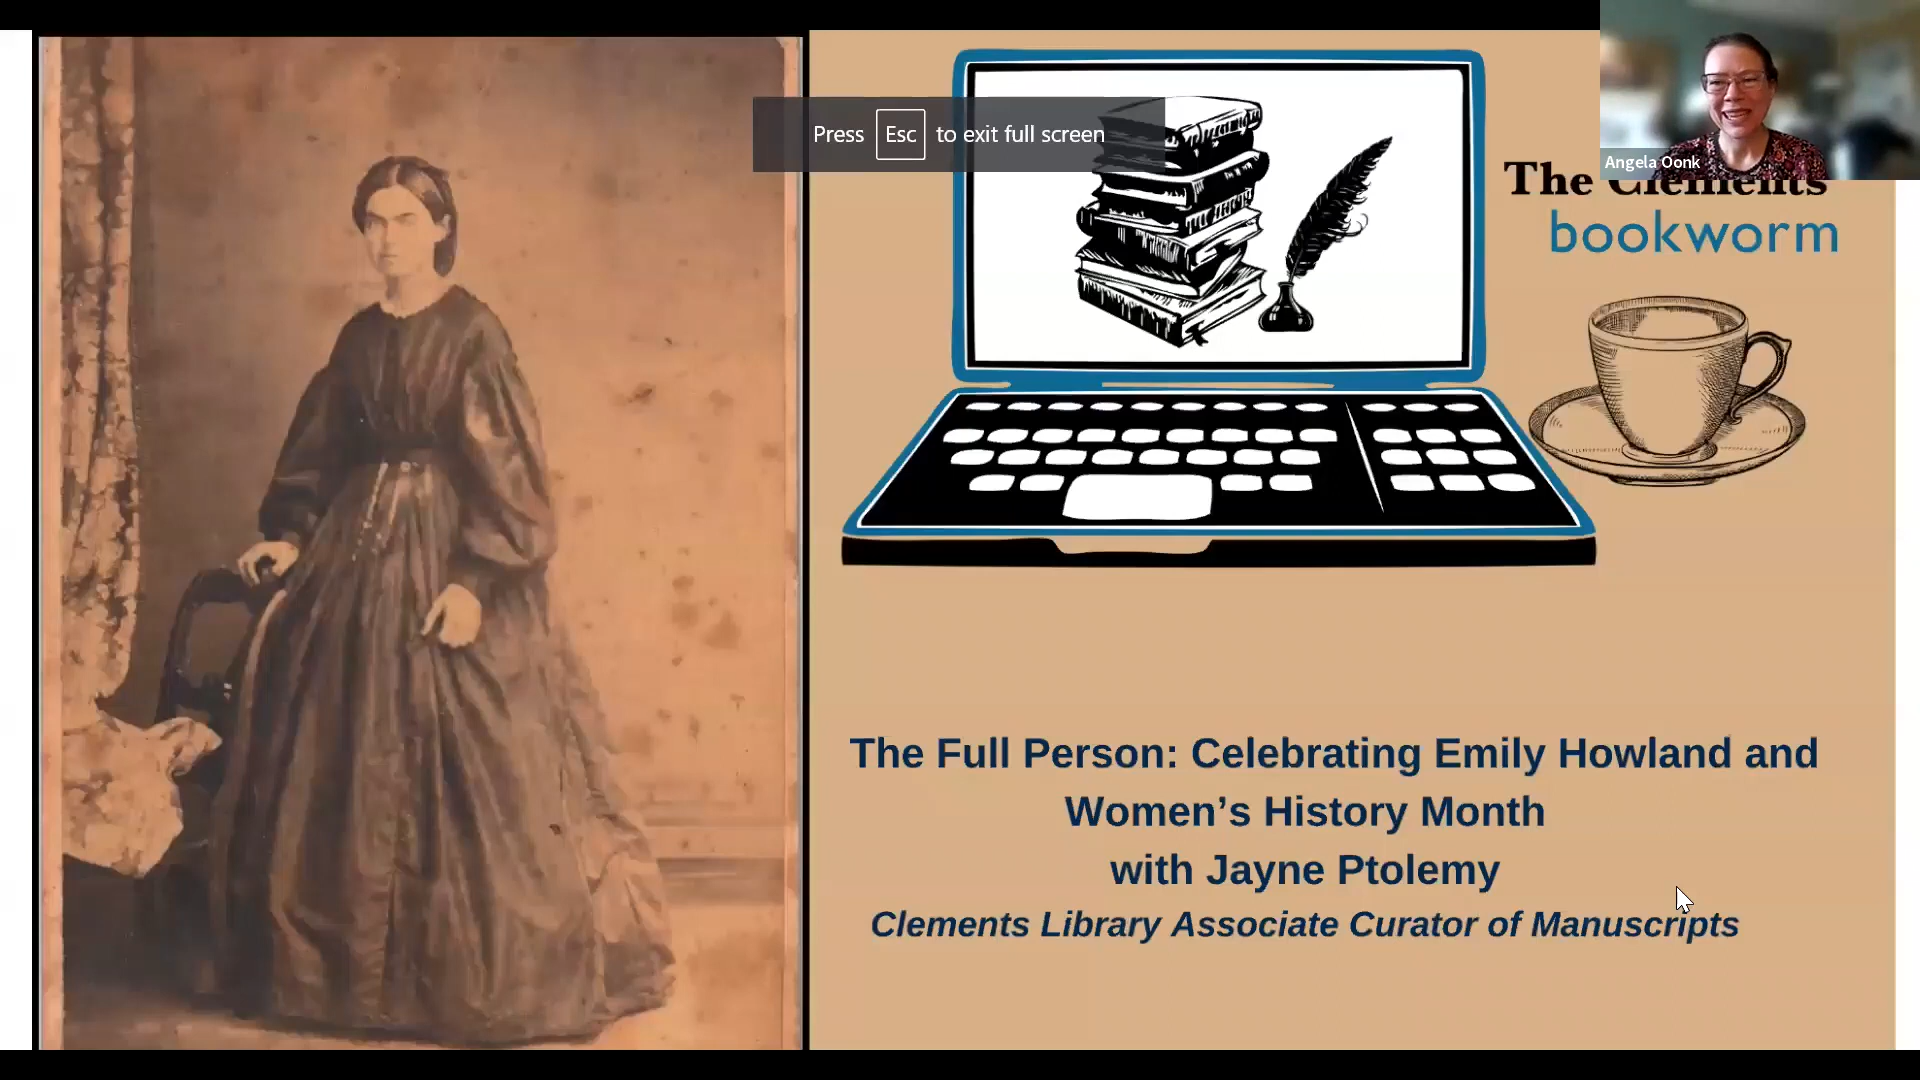 Press Esc to exit full screen
Angela Oonk
The Clements
bookworm
The Full Person: Celebrating Emily Howland and
Women’s History Month
with Jayne Ptolemy
Clements Library Associate Curator of Manuscripts